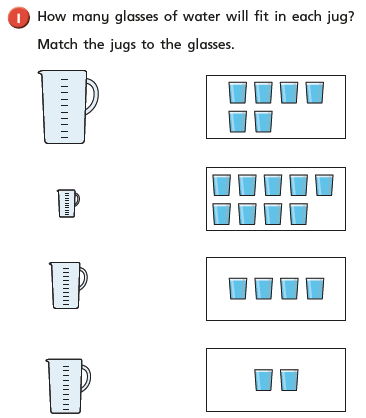 1 How many glasses of water will fit in each jug?
Match the jugs to the glasses.